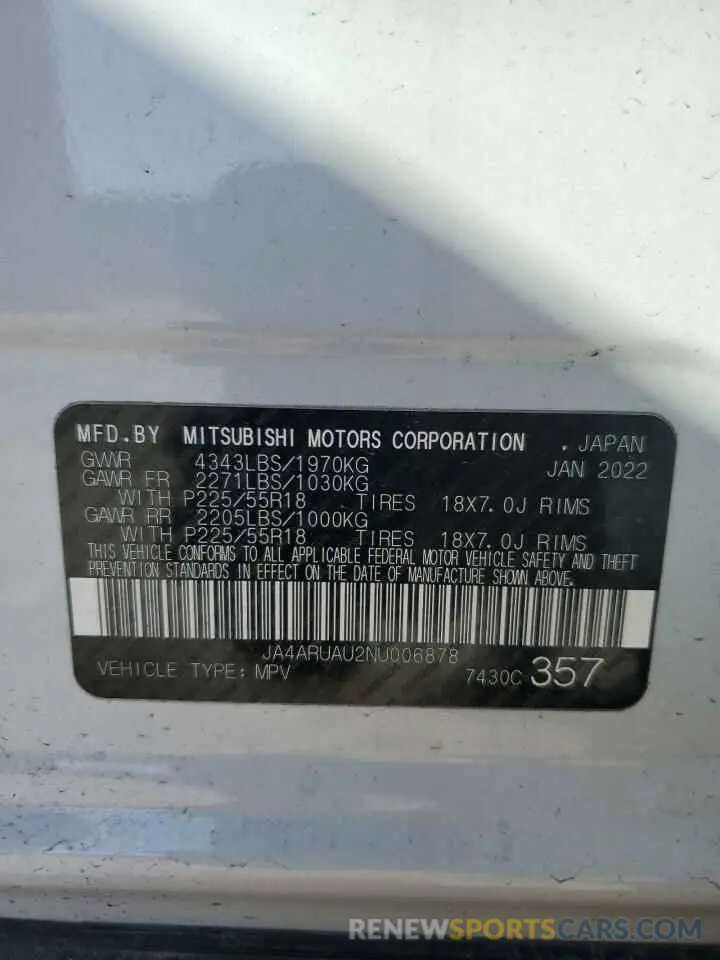 MFD.BY MITSUBISHI MOTORS CORPORATION . JAPAN
GVWR 4343LBS/1970KG JAN 2022
GAWR FR 2271LBS/1030KG
WITH P225/55R18 TIRES 18X7.0J RIMS
GAWR RR 2205LBS/1000KG
WITH P225/55R18 TIRES 18X7.0J RIMS
THIS VEHICLE CONFORMS TO ALL APPLICABLE FEDERAL MOTOR VEHICLE SAFETY AND THEFT
PREVENTION STANDARDS IN EFFECT ON THE DATE OF MANUFACTURE SHOWN ABOVE.
JA4ARUAU2NU006878
VEHICLE TYPE: MPV 7430C 357
RENEWSPORTSCARS.COM